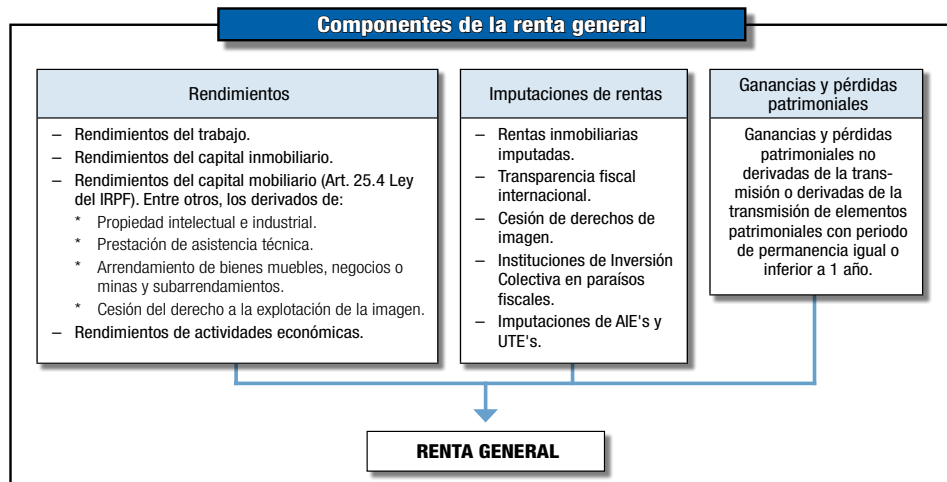 Componentes de la renta general
Rendimientos
– Rendimientos del trabajo.
– Rendimientos del capital inmobiliario.
– Rendimientos del capital mobiliario (Art. 25.4 Ley
del IRPF). Entre otros, los derivados de:
* Propiedad intelectual e industrial.
* Prestación de asistencia técnica.
* Arrendamiento de bienes muebles, negocios o
minas y subarrendamientos.
* Cesión del derecho a la explotación de la imagen.
– Rendimientos de actividades económicas.
Imputaciones de rentas
– Rentas inmobiliarias
imputadas.
– Transparencia fiscal
internacional.
– Cesión de derechos de
imagen.
– Instituciones de Inversión
Colectiva en paraísos
fiscales.
– Imputaciones de AIE's y
UTE's.
Ganancias y pérdidas
patrimoniales
Ganancias y pérdidas
patrimoniales no
derivadas de la trans-
misión o derivadas de la
transmisión de elementos
patrimoniales con periodo
de permanencia igual o
inferior a 1 año.
RENTA GENERAL